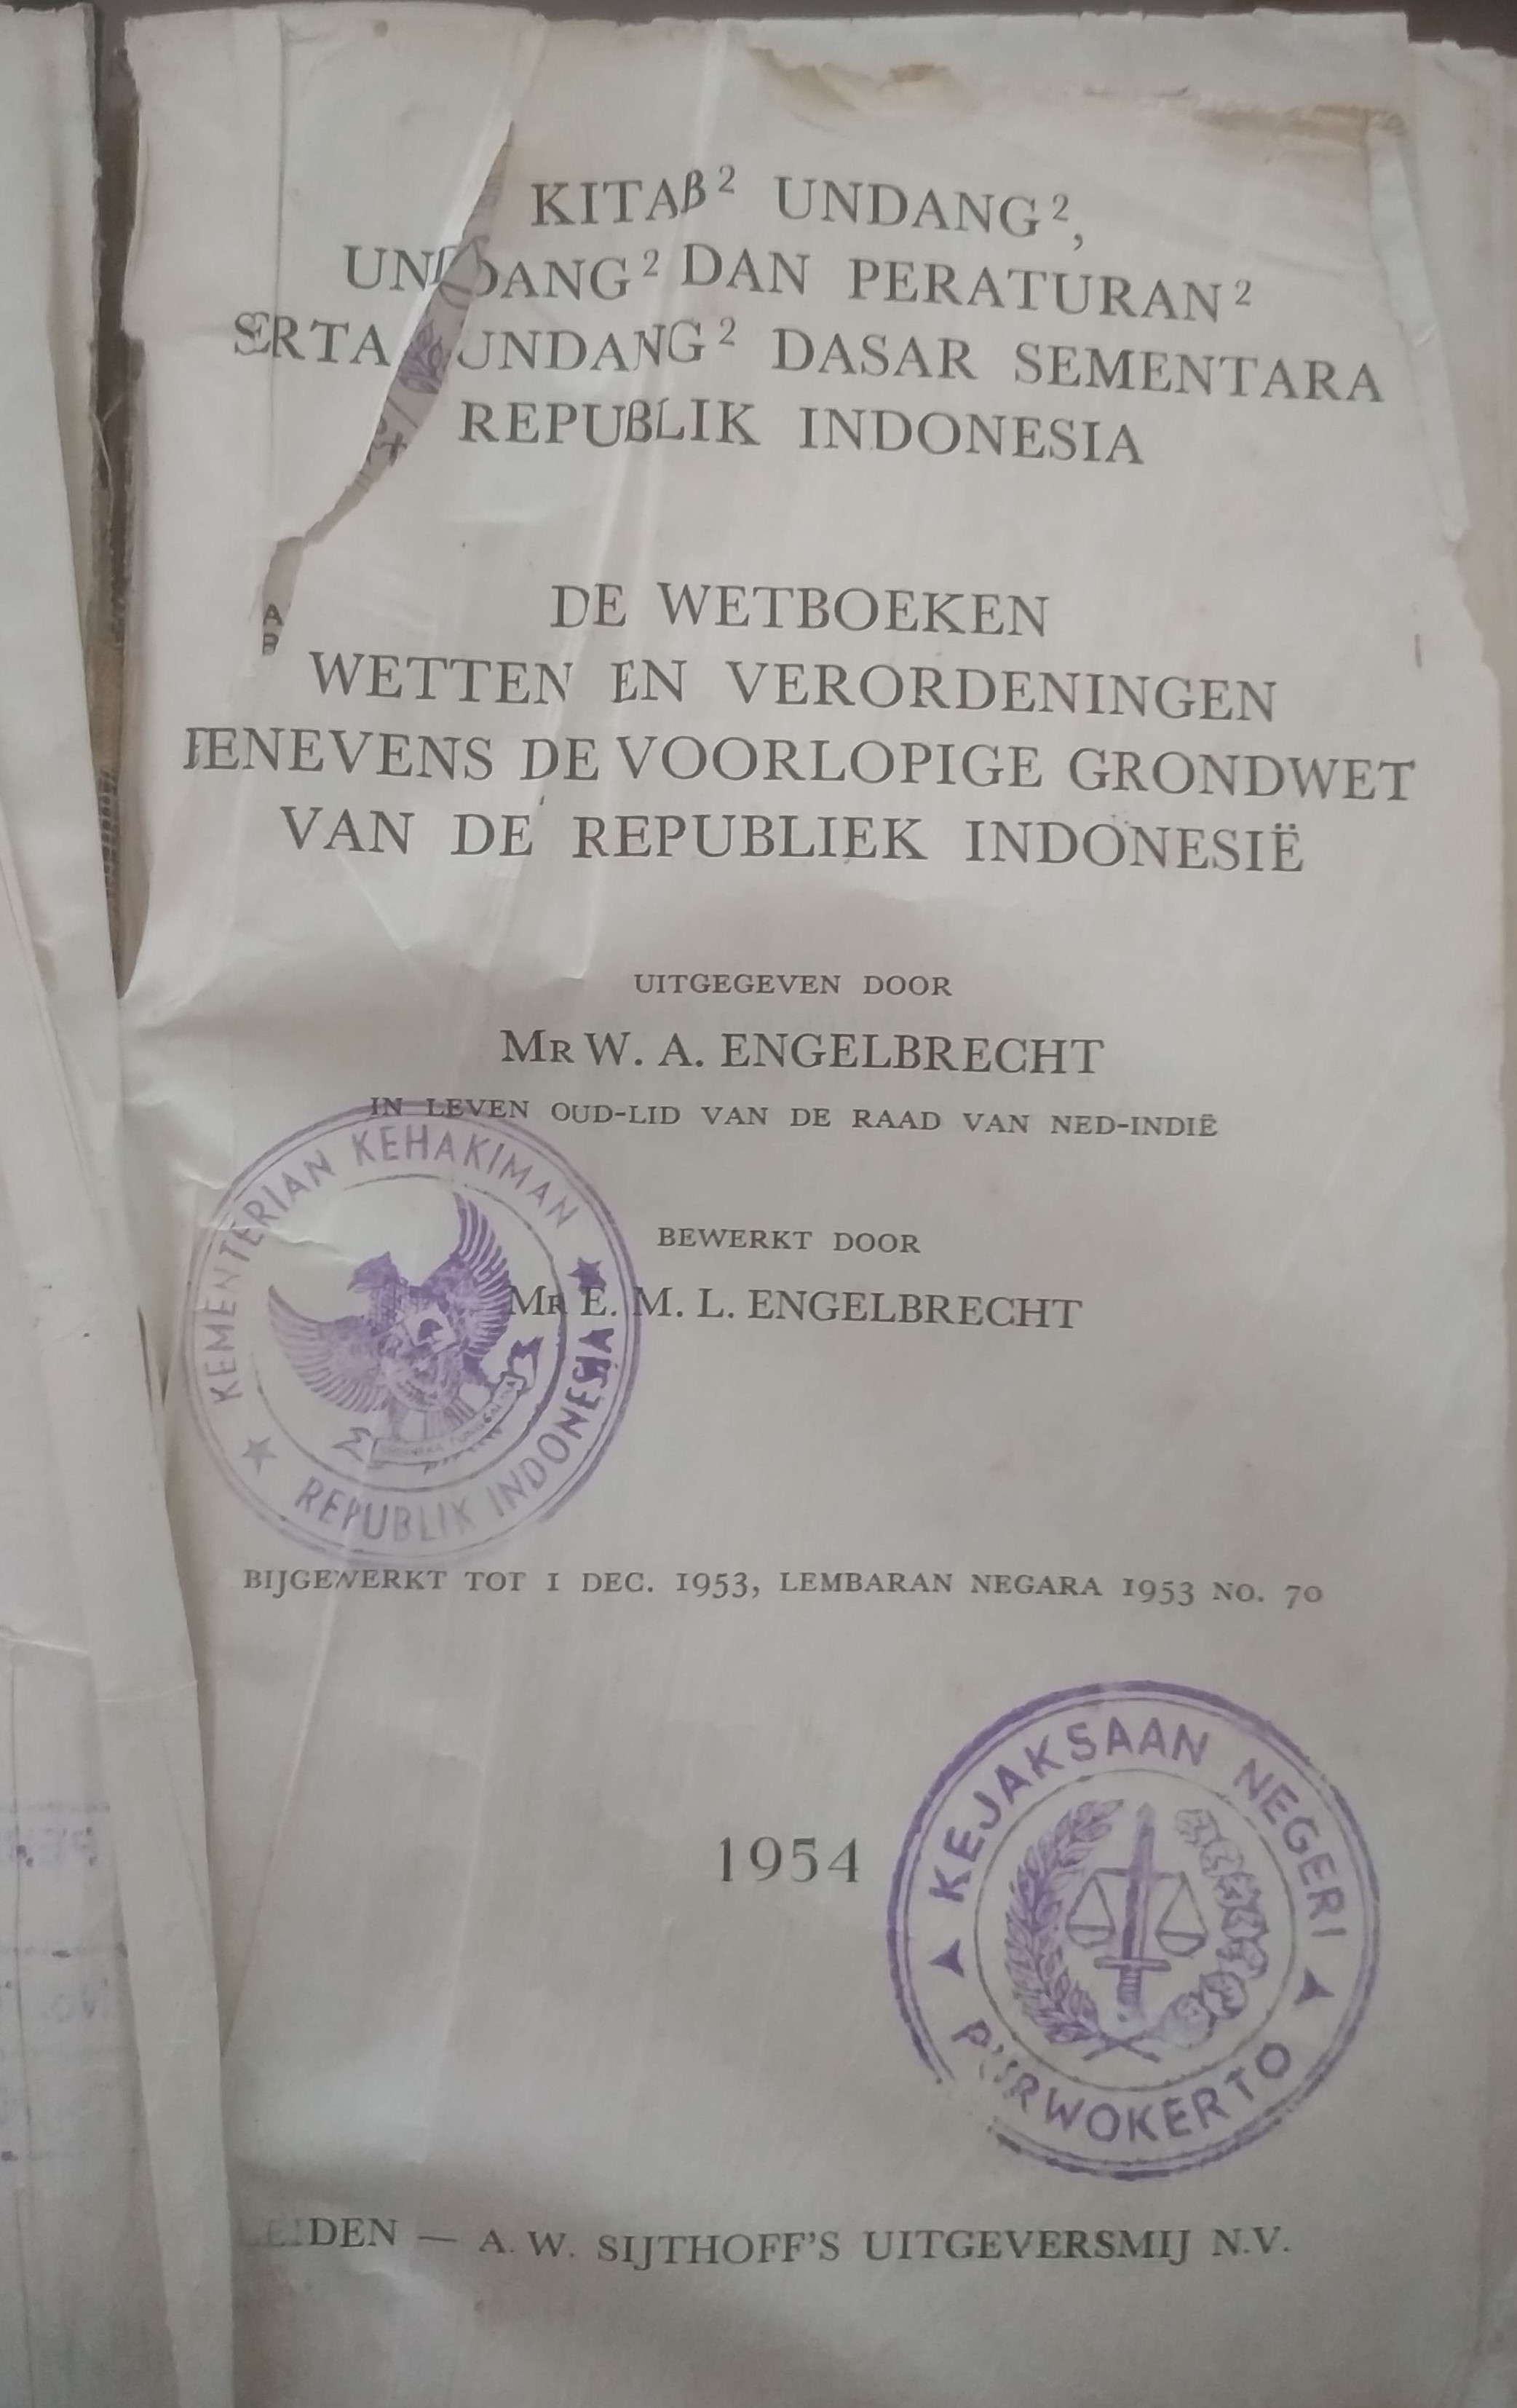 KITAB² UNDANG²,
UNDANG² DAN PERATURAN²
SERTA UNDANG² DASAR SEMENTARA
REPUBLIK INDONESIA
DE WETBOEKEN
WETTEN EN VERORDENINGEN
BENEVENS DE VOORLOPIGE GRONDWET
VAN DE REPUBLIEK INDONESIË
UITGEGEVEN DOOR
MR W. A. ENGELBRECHT
IN LEVEN OUD-LID VAN DE RAAD VAN NED-INDIË
BEWERKT DOOR
MR E. M. L. ENGELBRECHT
KEMENTERIAN KEHAKIMAN
REPUBLIK INDONESIA
BIJGEWERKT TOT 1 DEC. 1953, LEMBARAN NEGARA 1953 NO. 70
1954
KEJAKSAAN NEGERI
PURWOKERTO
LEIDEN — A. W. SIJTHOFF'S UITGEVERSMIJ N.V.